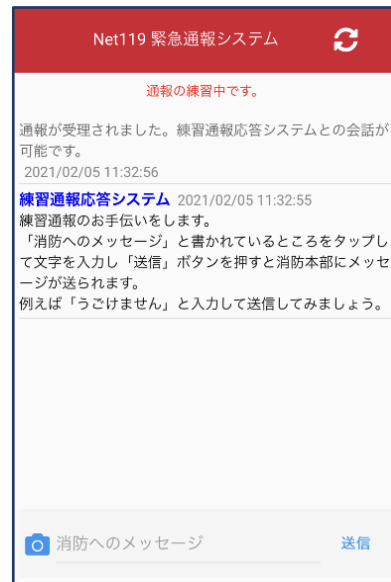 Net119 緊急通報システム
通報の練習中です。
通報が受理されました。練習通報応答システムとの会話が
可能です。
2021/02/05 11:32:56
練習通報応答システム 2021/02/05 11:32:55
練習通報のお手伝いをします。
「消防へのメッセージ」と書かれているところをタップし
て文字を入力し「送信」ボタンを押すと消防本部にメッセ
ージが送られます。
例えば「うごけません」と入力して送信してみましょう。
消防へのメッセージ 送信